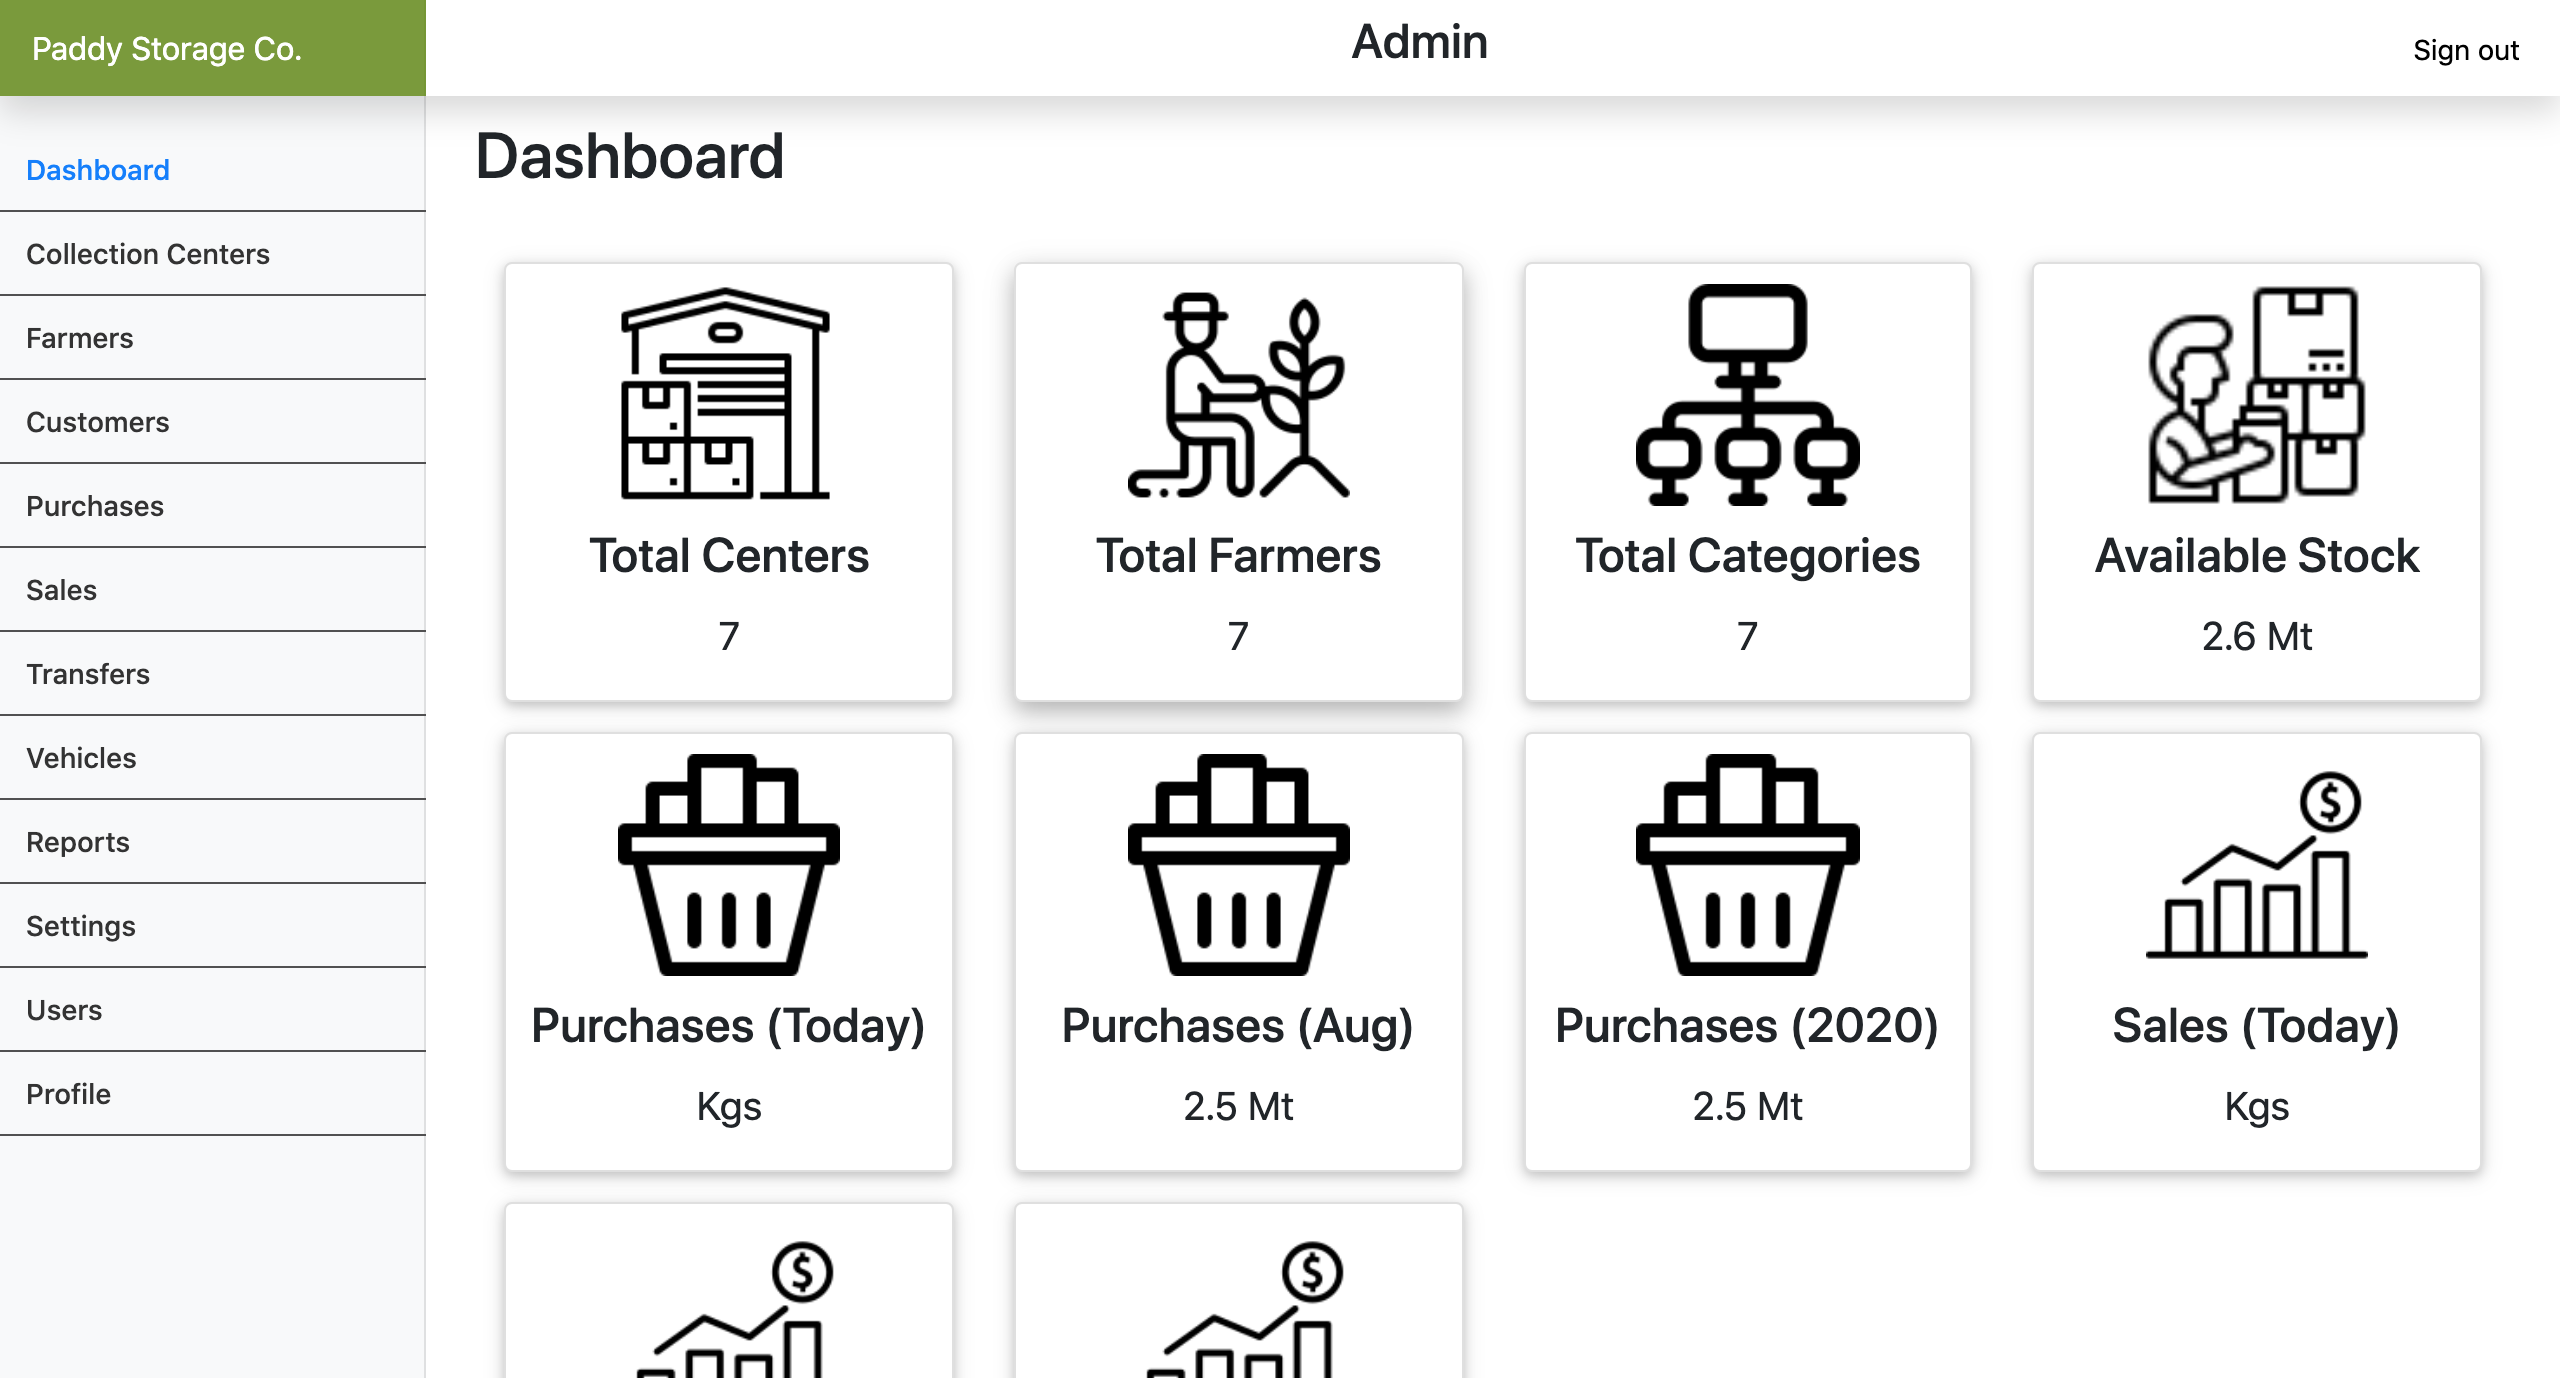 Paddy Storage Co.
Admin
Sign out
Dashboard
Collection Centers
Farmers
Customers
Purchases
Sales
Transfers
Vehicles
Reports
Settings
Users
Profile
Dashboard
Total Centers
7
Total Farmers
7
Total Categories
7
Available Stock
2.6 Mt
Purchases (Today)
Kgs
Purchases (Aug)
2.5 Mt
Purchases (2020)
2.5 Mt
$
Sales (Today)
Kgs
$
$